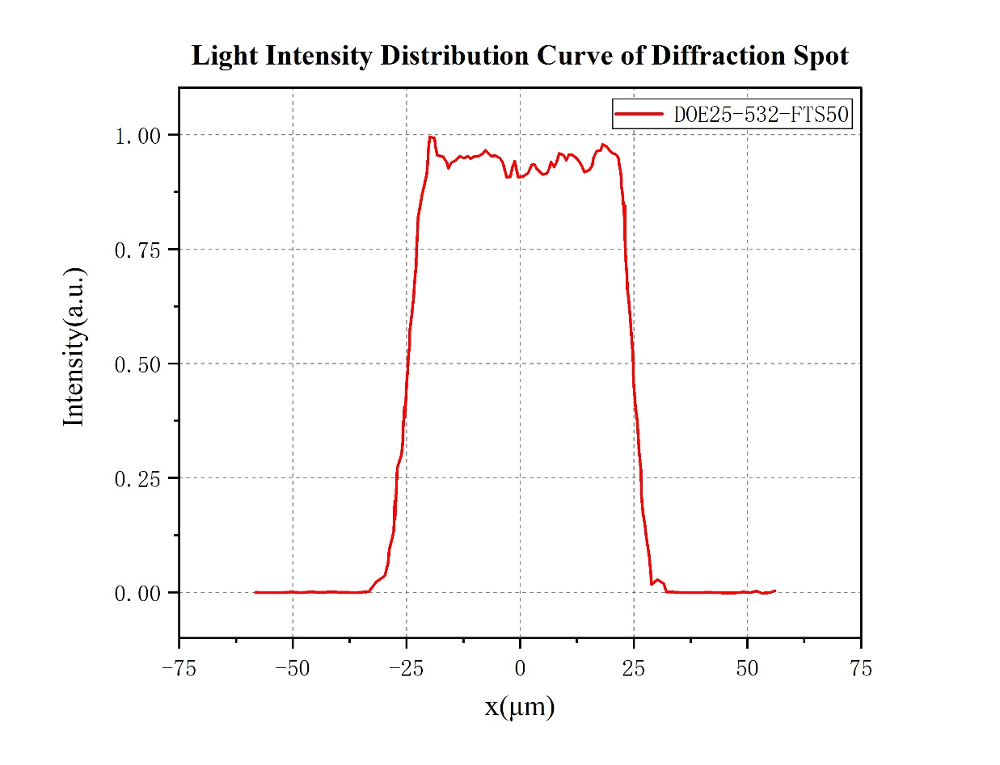 Light Intensity Distribution Curve of Diffraction Spot
DOE25-532-FTS50
1.00
0.75
0.50
0.25
0.00
Intensity(a.u.)
-75 -50 -25 0 25 50 75
x(μm)